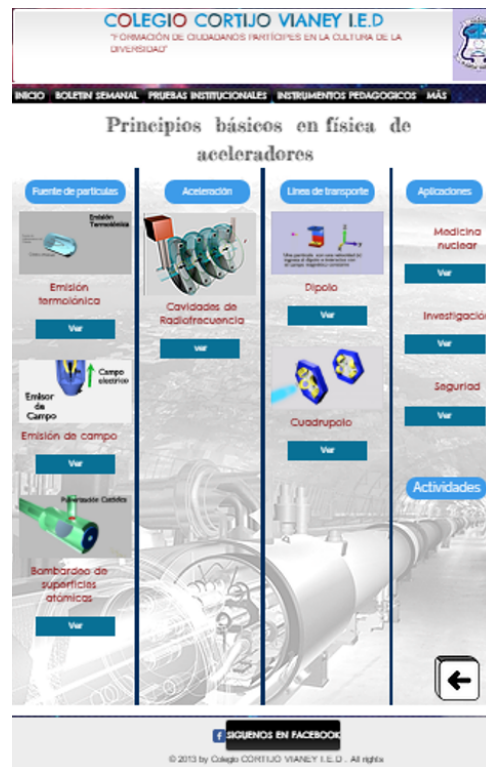 COLEGIO CORTIJO VIANEY I.E.D
"FORMACIÓN DE CIUDADANOS PARTÍCIPES EN LA CULTURA DE LA
DIVERSIDAD"
INICIO BOLETIN SEMANAL PRUEBAS INSTITUCIONALES INSTRUMENTOS PEDAGOGICOS MÁS
Principios básicos en física de
aceleradores
Fuente de partículas
Emisión
Termoiónica
Emisión
termoiónica
Ver
Campo
electrico
Emisor
de
Campo
Emisión de campo
Ver
Bombardeo de
superficies
atómicas
Ver
Aceleración
Cavidades de
Radiofrecuencia
Ver
Linea de transporte
Dipolo
Ver
Cuadrupolo
Ver
Aplicaciones
Medicina
nuclear
Ver
Investigació
Ver
Seguriad
Ver
Actividades
SIGUENOS EN FACEBOOK
© 2013 by Colegio CORTIJO VIANEY I.E.D . All rights